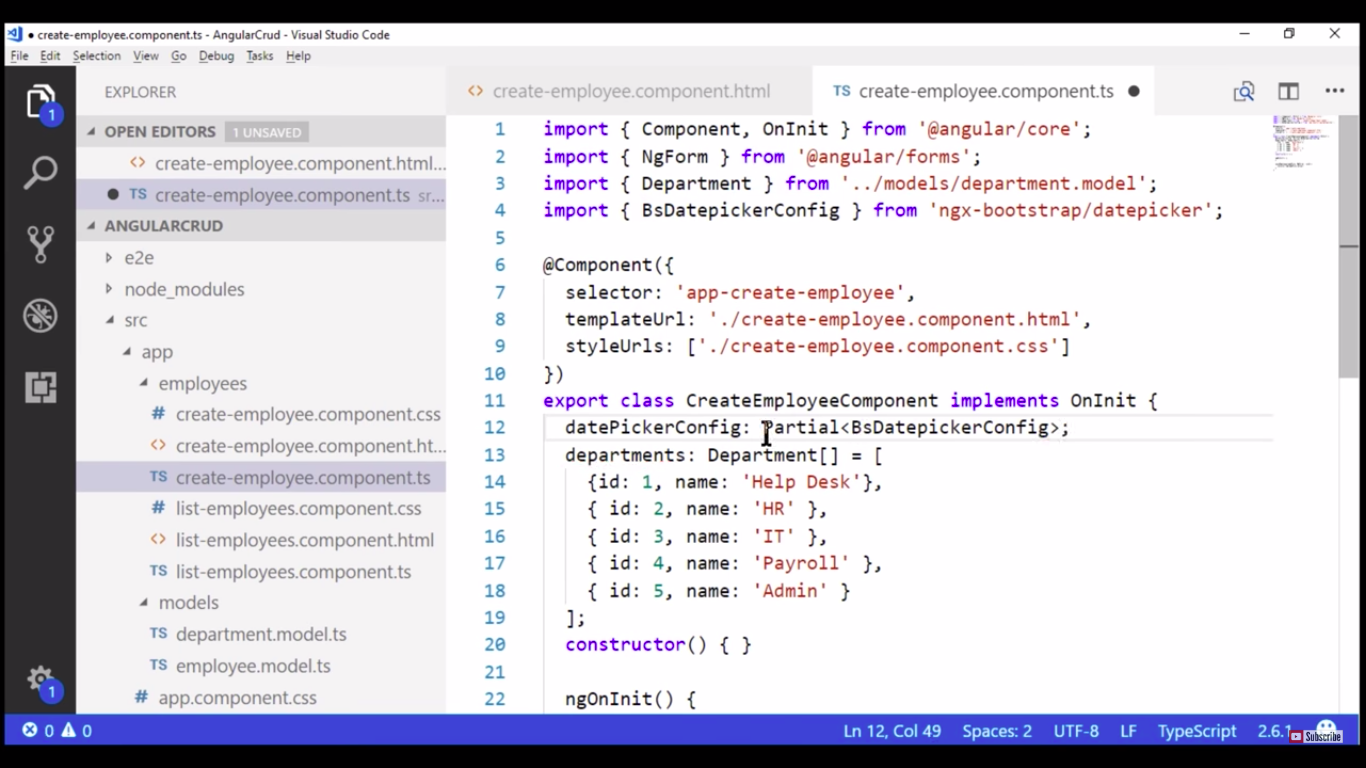 create-employee.component.ts - AngularCrud - Visual Studio Code
File Edit Selection View Go Debug Tasks Help
EXPLORER
OPEN EDITORS 1 UNSAVED
<> create-employee.component.html...
TS create-employee.component.ts sr...
ANGULARCRUD
e2e
node_modules
src
app
employees
# create-employee.component.css
<> create-employee.component.ht...
TS create-employee.component.ts
# list-employees.component.css
<> list-employees.component.html
TS list-employees.component.ts
models
TS department.model.ts
TS employee.model.ts
# app.component.css
1
1
<> create-employee.component.html
TS create-employee.component.ts
1 import { Component, OnInit } from '@angular/core';
2 import { NgForm } from '@angular/forms';
3 import { Department } from '../models/department.model';
4 import { BsDatepickerConfig } from 'ngx-bootstrap/datepicker';
5
6 @Component({
7 selector: 'app-create-employee',
8 templateUrl: './create-employee.component.html',
9 styleUrls: ['./create-employee.component.css']
10 })
11 export class CreateEmployeeComponent implements OnInit {
12 datePickerConfig: Partial<BsDatepickerConfig>;
13 departments: Department[] = [
14 {id: 1, name: 'Help Desk'},
15 { id: 2, name: 'HR' },
16 { id: 3, name: 'IT' },
17 { id: 4, name: 'Payroll' },
18 { id: 5, name: 'Admin' }
19 ];
20 constructor() { }
21
22 ngOnInit() {
0 0 Ln 12, Col 49 Spaces: 2 UTF-8 LF TypeScript 2.6.1
Subscribe